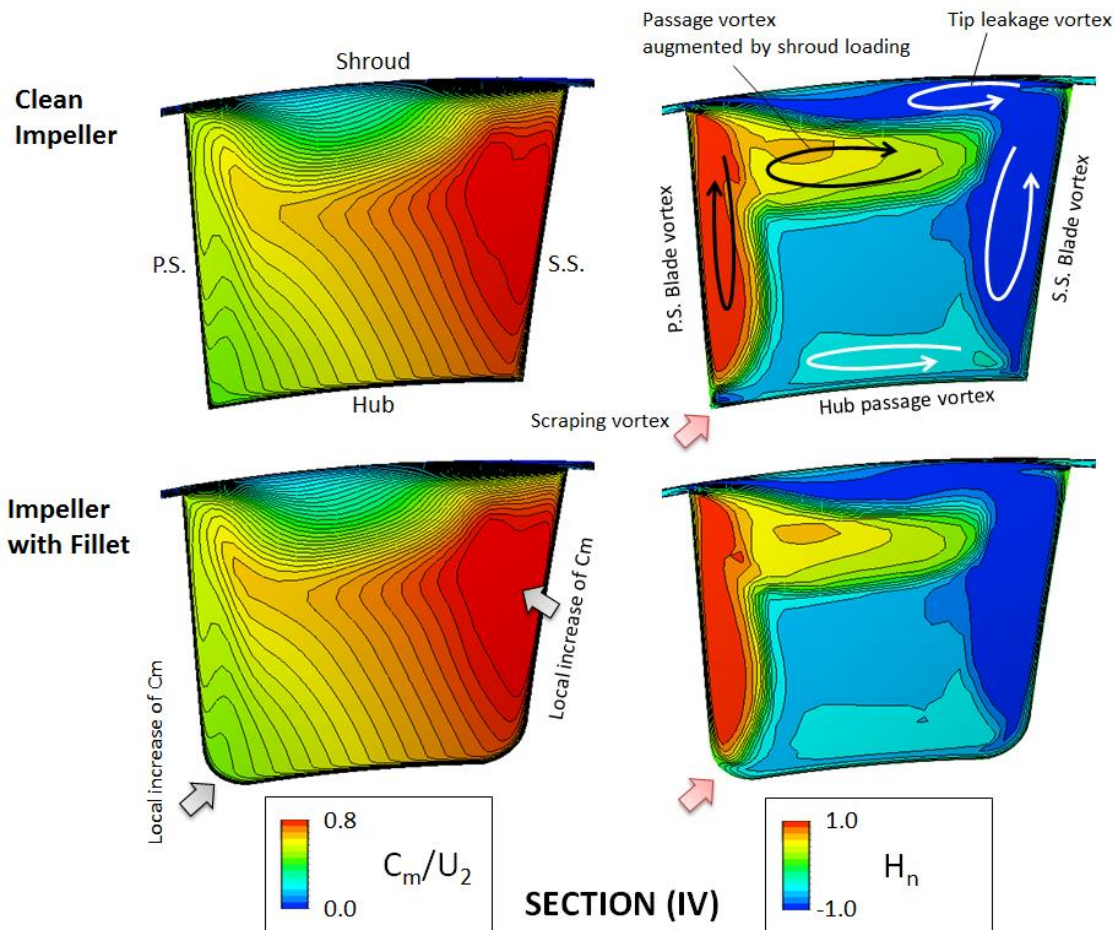 Passage vortex
augmented by shroud loading
Tip leakage vortex
Clean
Impeller
Shroud
P.S.
S.S.
Hub
P.S. Blade vortex
S.S. Blade vortex
Hub passage vortex
Scraping vortex
Impeller
with Fillet
Local increase of Cm
Local increase of Cm
0.8
Cm/U2
0.0
SECTION (IV)
1.0
Hn
-1.0